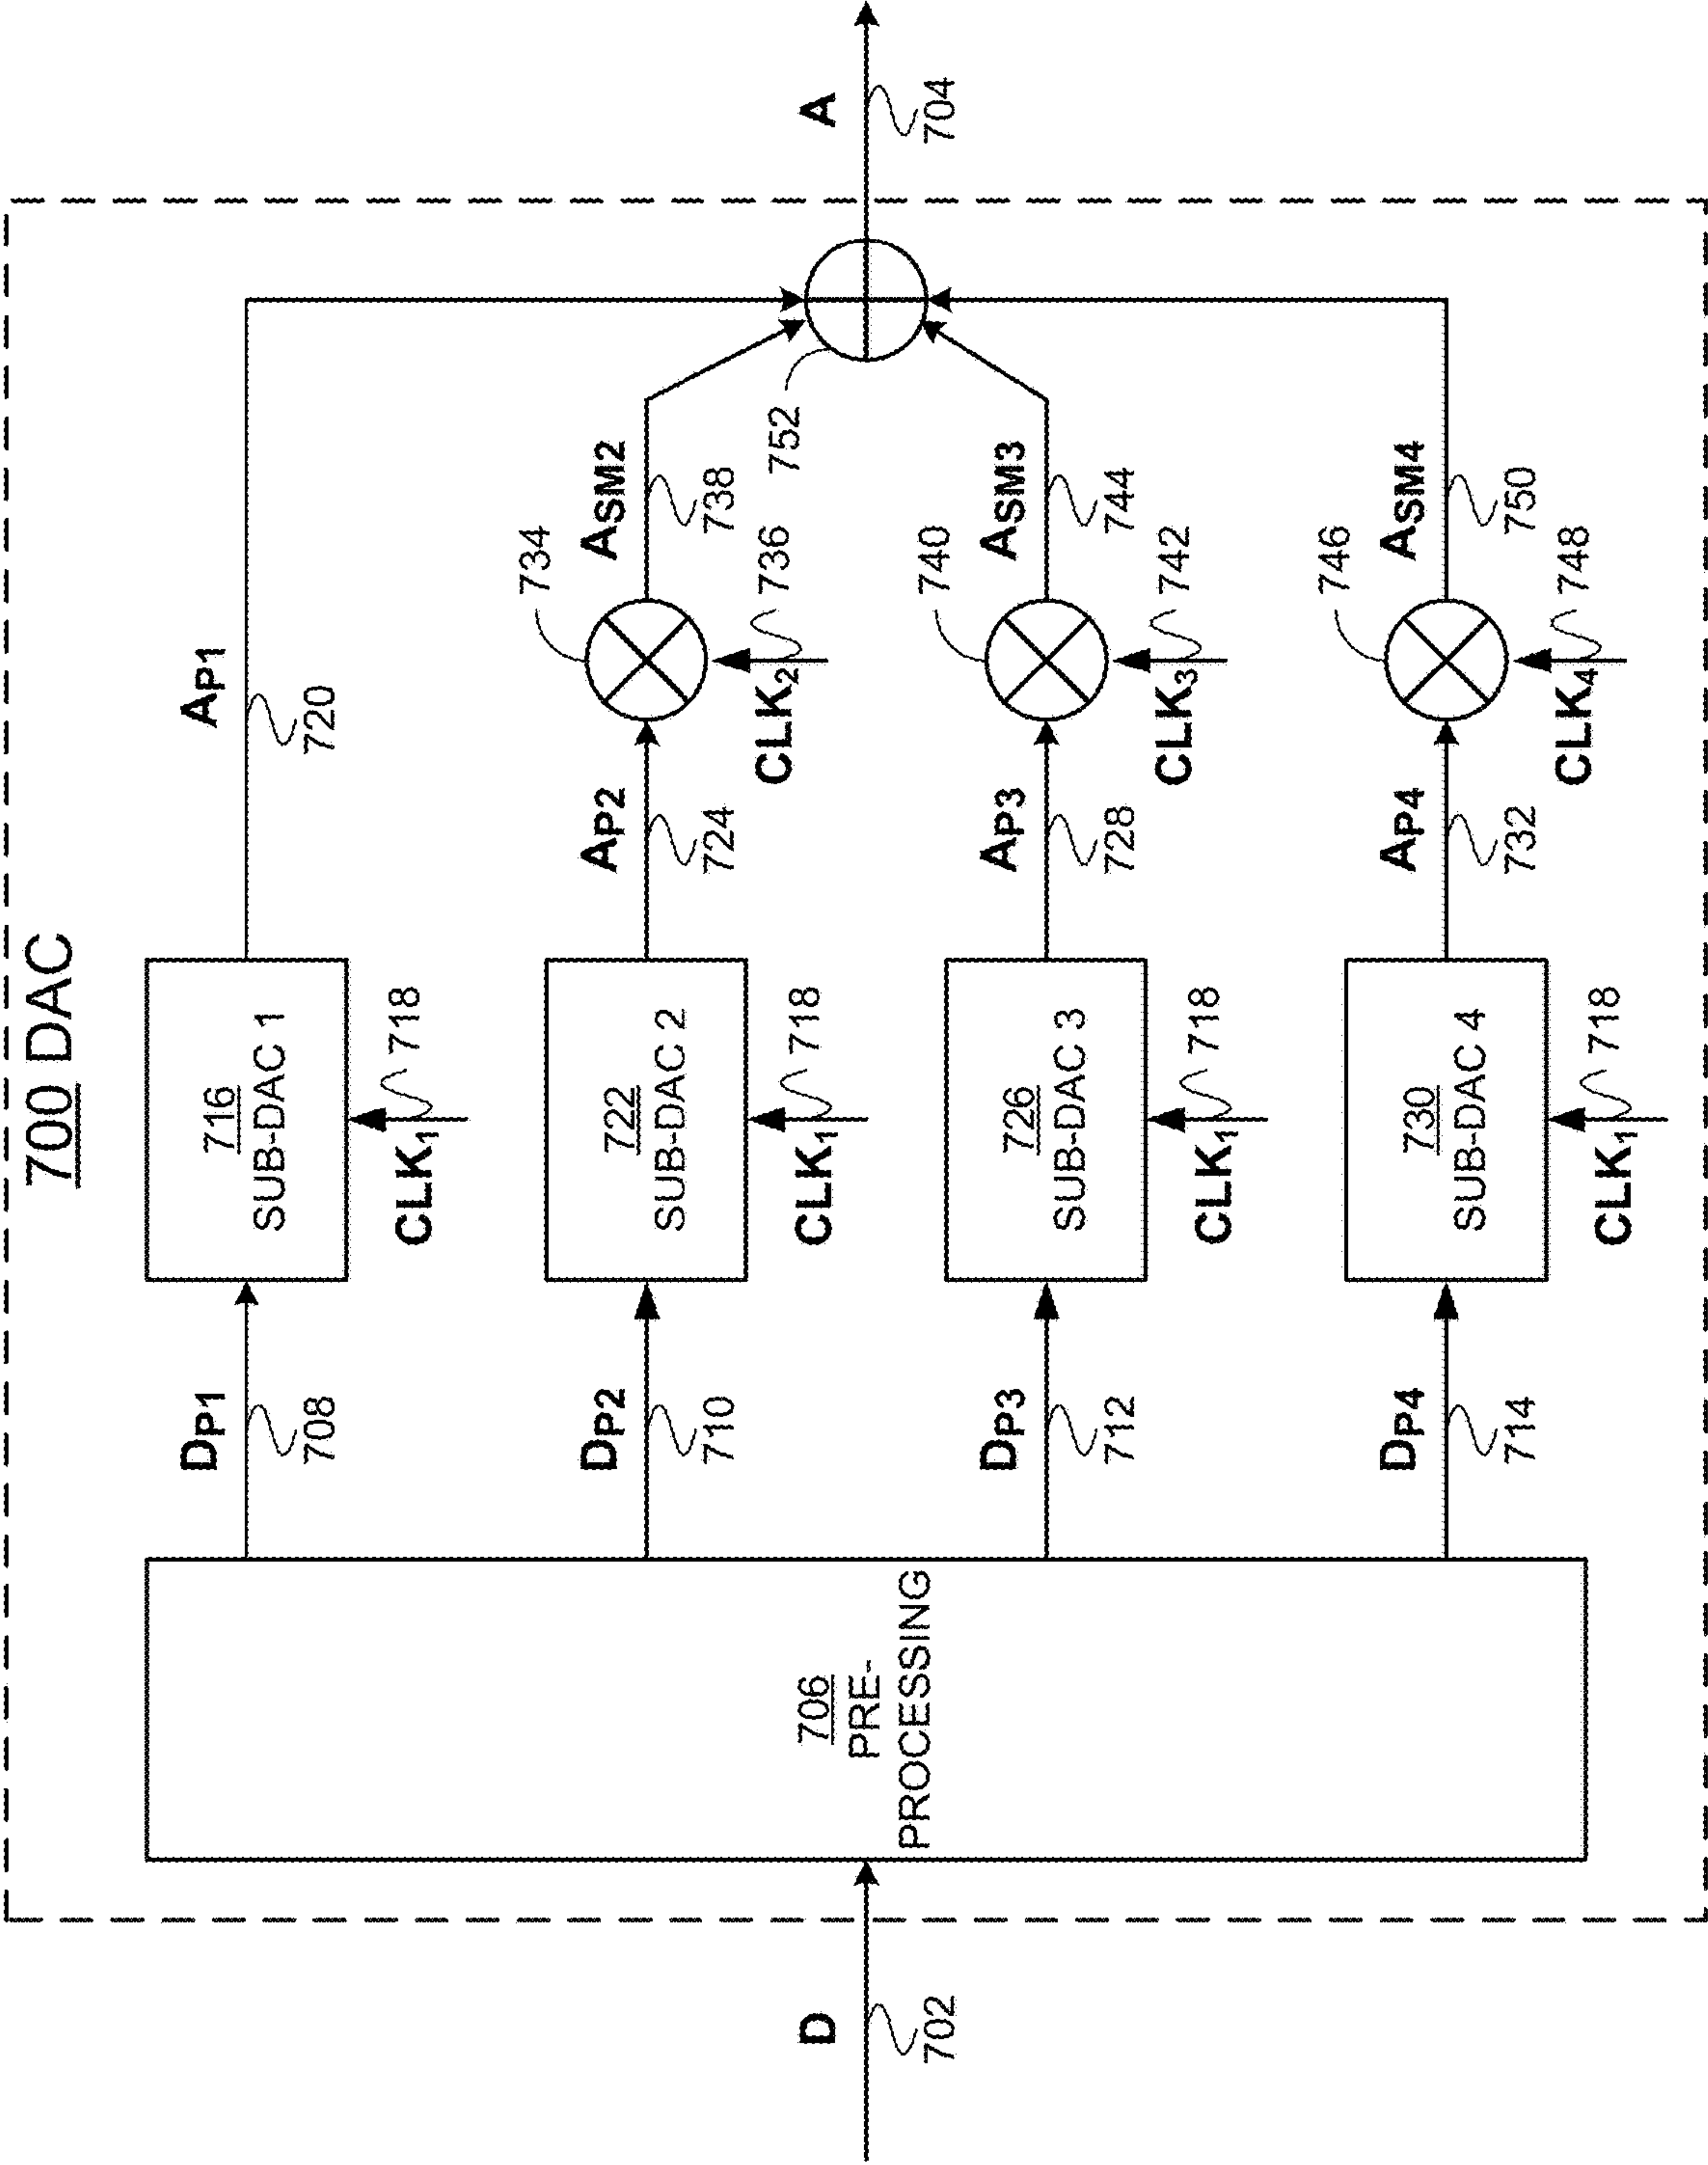 700 DAC
D
702
706
PRE-
PROCESSING
DP1
708
716
SUB-DAC 1
CLK1
718
AP1
720
DP2
710
722
SUB-DAC 2
CLK1
718
AP2
724
734
CLK2
736
ASM2
738
DP3
712
726
SUB-DAC 3
CLK1
718
AP3
728
740
CLK3
742
ASM3
744
DP4
714
730
SUB-DAC 4
CLK1
718
AP4
732
746
CLK4
748
ASM4
750
752
A
704